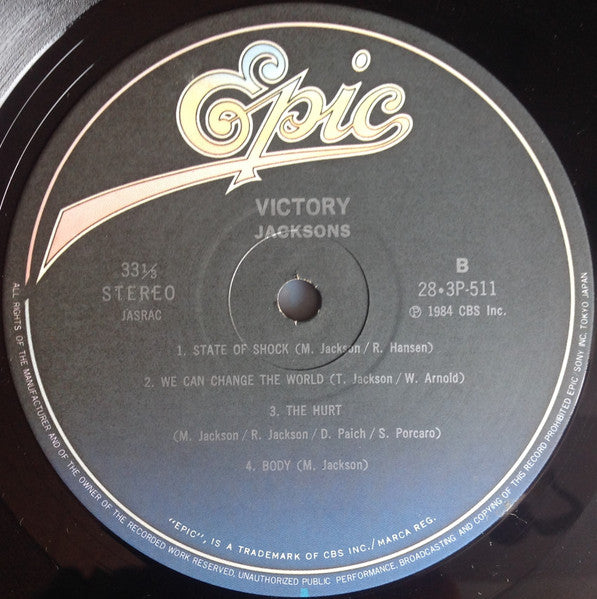 Epic
VICTORY
JACKSONS
33⅓
STEREO
JASRAC
B
28•3P-511
Ⓟ 1984 CBS Inc.
1. STATE OF SHOCK (M. Jackson/R. Hansen)
2. WE CAN CHANGE THE WORLD (T. Jackson/W. Arnold)
3. THE HURT
(M. Jackson/R. Jackson/D. Paich/S. Porcaro)
4. BODY (M. Jackson)
"EPIC", IS A TRADEMARK OF CBS INC./MARCA REG.
ALL RIGHTS OF THE MANUFACTURER AND OF THE OWNER OF THE RECORDED WORK RESERVED. UNAUTHORIZED PUBLIC PERFORMANCE, BROADCASTING AND COPYING OF THIS RECORD PROHIBITED EPIC/SONY INC. TOKYO JAPAN